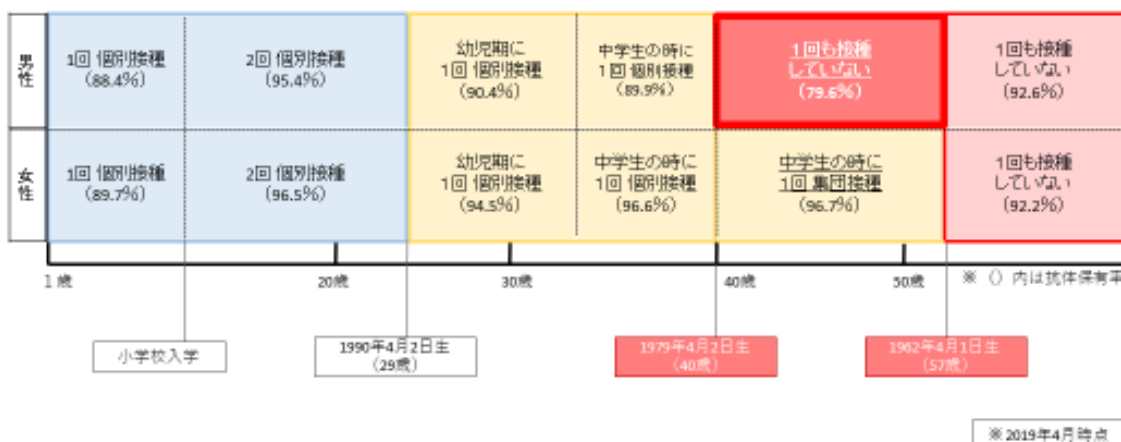 男性
1回 個別接種
(88.4%)
2回 個別接種
(95.4%)
幼児期に
1回 個別接種
(90.4%)
中学生の時に
1回 個別接種
(89.9%)
1回も接種
していない
(79.6%)
1回も接種
していない
(92.6%)
女性
1回 個別接種
(89.7%)
2回 個別接種
(96.5%)
幼児期に
1回 個別接種
(94.5%)
中学生の時に
1回 個別接種
(96.6%)
中学生の時に
1回 集団接種
(96.7%)
1回も接種
していない
(92.2%)
1歳
20歳
30歳
40歳
50歳
※ () 内は抗体保有率
小学校入学
1990年4月2日生
(29歳)
1979年4月2日生
(40歳)
1962年4月1日生
(57歳)
※2019年4月時点